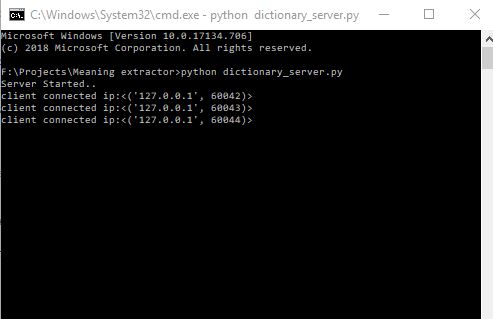 C:\Windows\System32\cmd.exe - python  dictionary_server.py
Microsoft Windows [Version 10.0.17134.706]
(c) 2018 Microsoft Corporation. All rights reserved.
F:\Projects\Meaning extractor>python dictionary_server.py
Server Started..
client connected ip:<('127.0.0.1', 60042)>
client connected ip:<('127.0.0.1', 60043)>
client connected ip:<('127.0.0.1', 60044)>